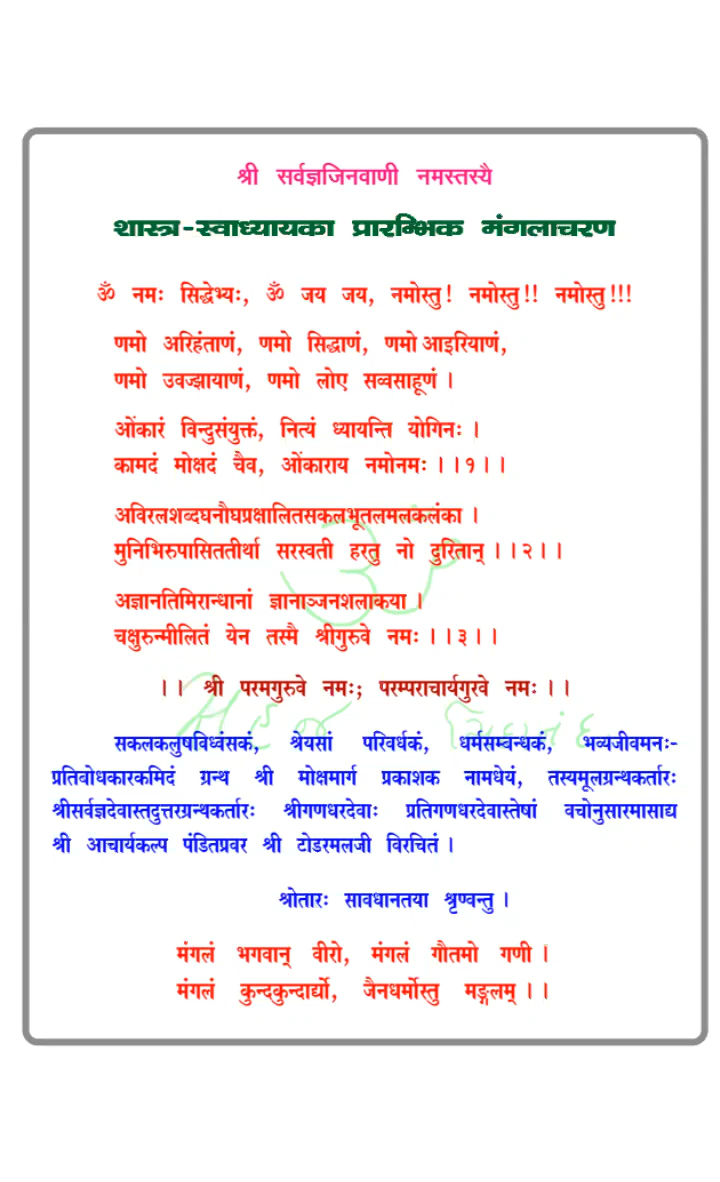 श्री सर्वज्ञजिनवाणी नमस्तस्यै
शास्त्र-स्वाध्यायका प्रारम्भिक मंगलाचरण
ॐ नमः सिद्धेभ्यः, ॐ जय जय, नमोस्तु! नमोस्तु!! नमोस्तु!!!
णमो अरिहंताणं, णमो सिद्धाणं, णमो आइरियाणं,
णमो उवज्झायाणं, णमो लोए सव्वसाहूणं ।
ओंकारं विन्दुसंयुक्तं, नित्यं ध्यायन्ति योगिनः ।
कामदं मोक्षदं चैव, ओंकाराय नमोनमः ।।१।।
अविरलशब्दघनौघप्रक्षालितसकलभूतलमलकलंका ।
मुनिभिरुपासिततीर्था सरस्वती हरतु नो दुरितान् ।।२।।
अज्ञानतिमिरान्धानां ज्ञानाञ्जनशलाकया ।
चक्षुरुन्मीलितं येन तस्मै श्रीगुरुवे नमः ।।३।।
।। श्री परमगुरुवे नमः; परम्पराचार्यगुरवे नमः ।।
सकलकलुषविध्वंसकं, श्रेयसां परिवर्धकं, धर्मसम्बन्धकं, भव्यजीवमनः-
प्रतिबोधकारकमिदं ग्रन्थ श्री मोक्षमार्ग प्रकाशक नामधेयं, तस्यमूलग्रन्थकर्तारः
श्रीसर्वज्ञदेवास्तदुत्तरग्रन्थकर्तारः श्रीगणधरदेवाः प्रतिगणधरदेवास्तेषां वचोनुसारमासाद्य
श्री आचार्यकल्प पंडितप्रवर श्री टोडरमलजी विरचितं ।
श्रोतारः सावधानतया श्रृण्वन्तु ।
मंगलं भगवान् वीरो, मंगलं गौतमो गणी ।
मंगलं कुन्दकुन्दार्द्यो, जैनधर्मोस्तु मङ्गलम् ।।